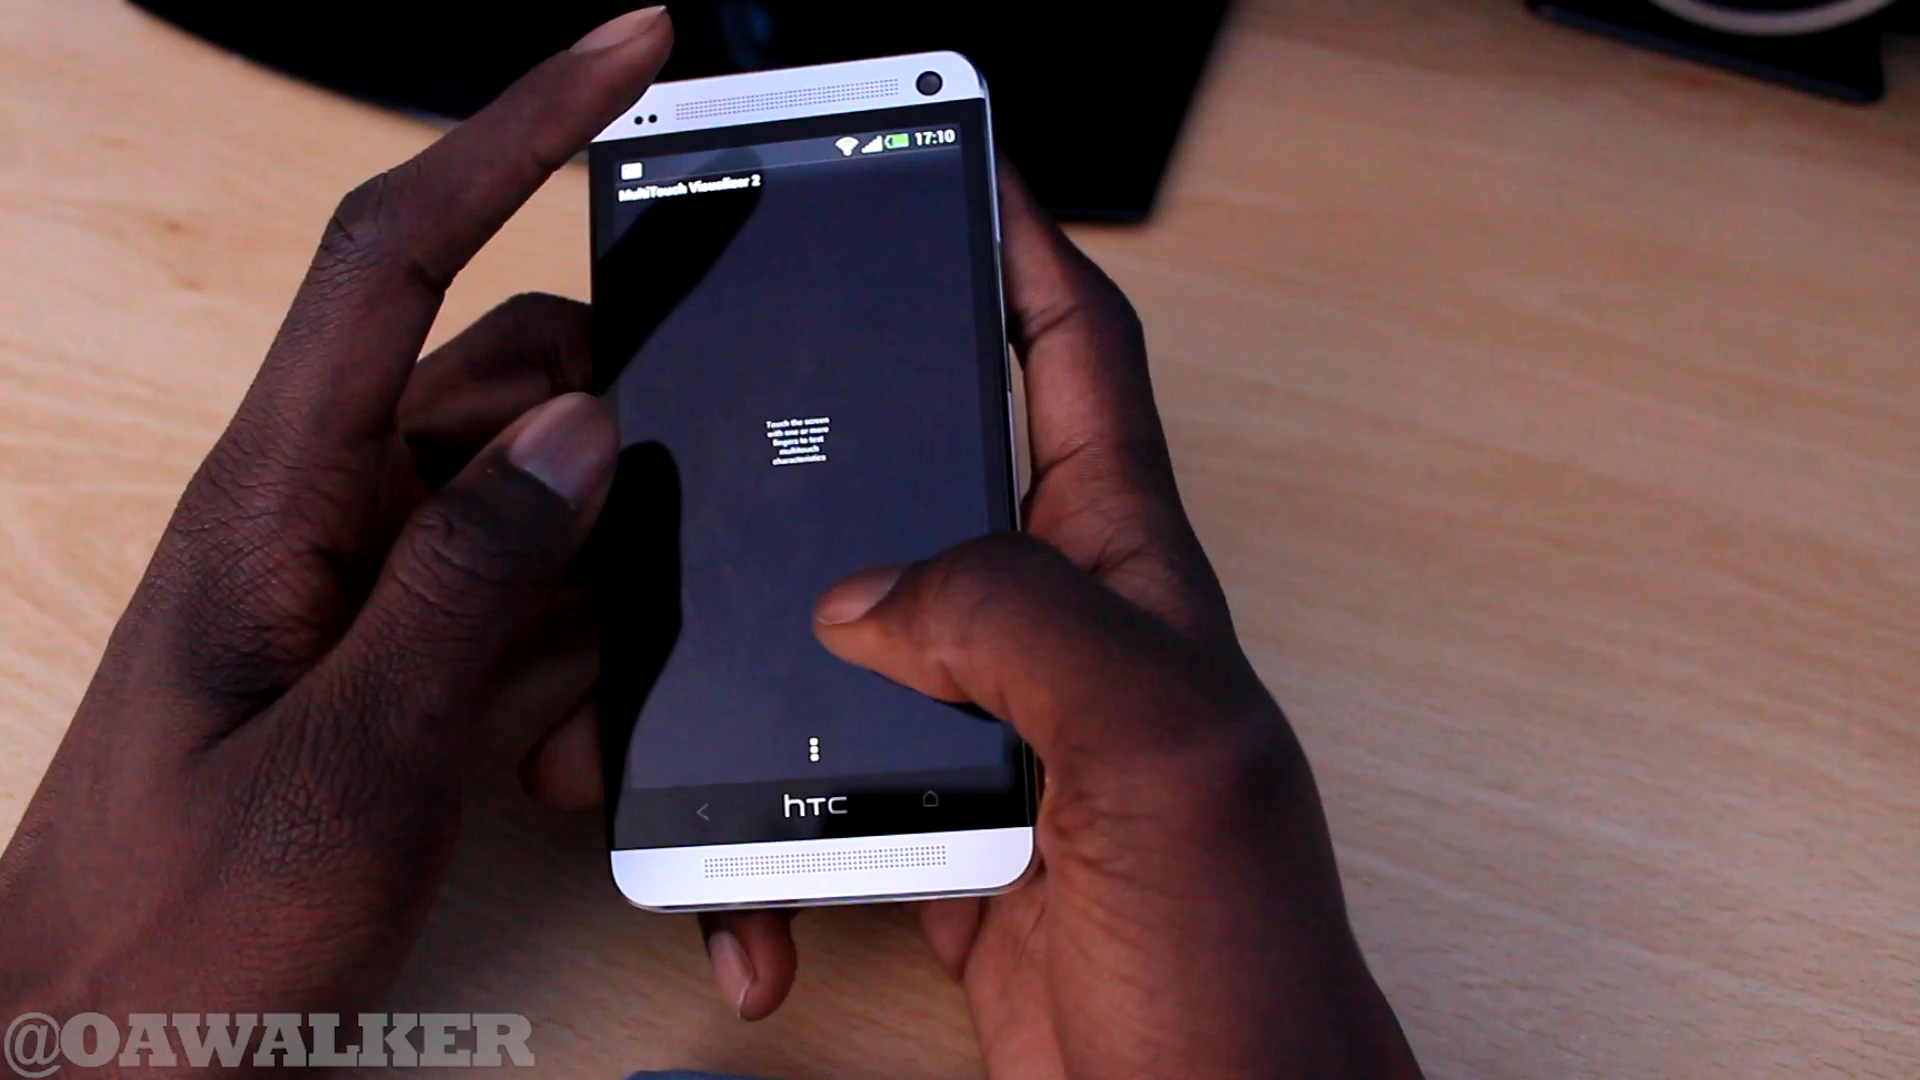 17:10
MultiTouch Visualizer 2
Touch the screen
with one or more
fingers to test
multitouch
characteristics
hTC
@OAWALKER